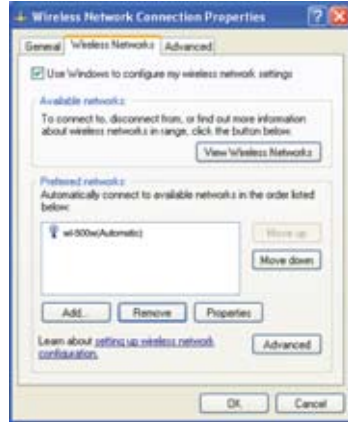 Wireless Network Connection Properties
General Wireless Networks Advanced
Use Windows to configure my wireless network settings
Available networks:
To connect to, disconnect from, or find out more information
about wireless networks in range, click the button below.
View Wireless Networks
Preferred networks:
Automatically connect to available networks in the order listed
below:
(Automatic)
Move up
Move down
Add... Remove Properties
Learn about setting up wireless network
configuration.
Advanced
OK Cancel